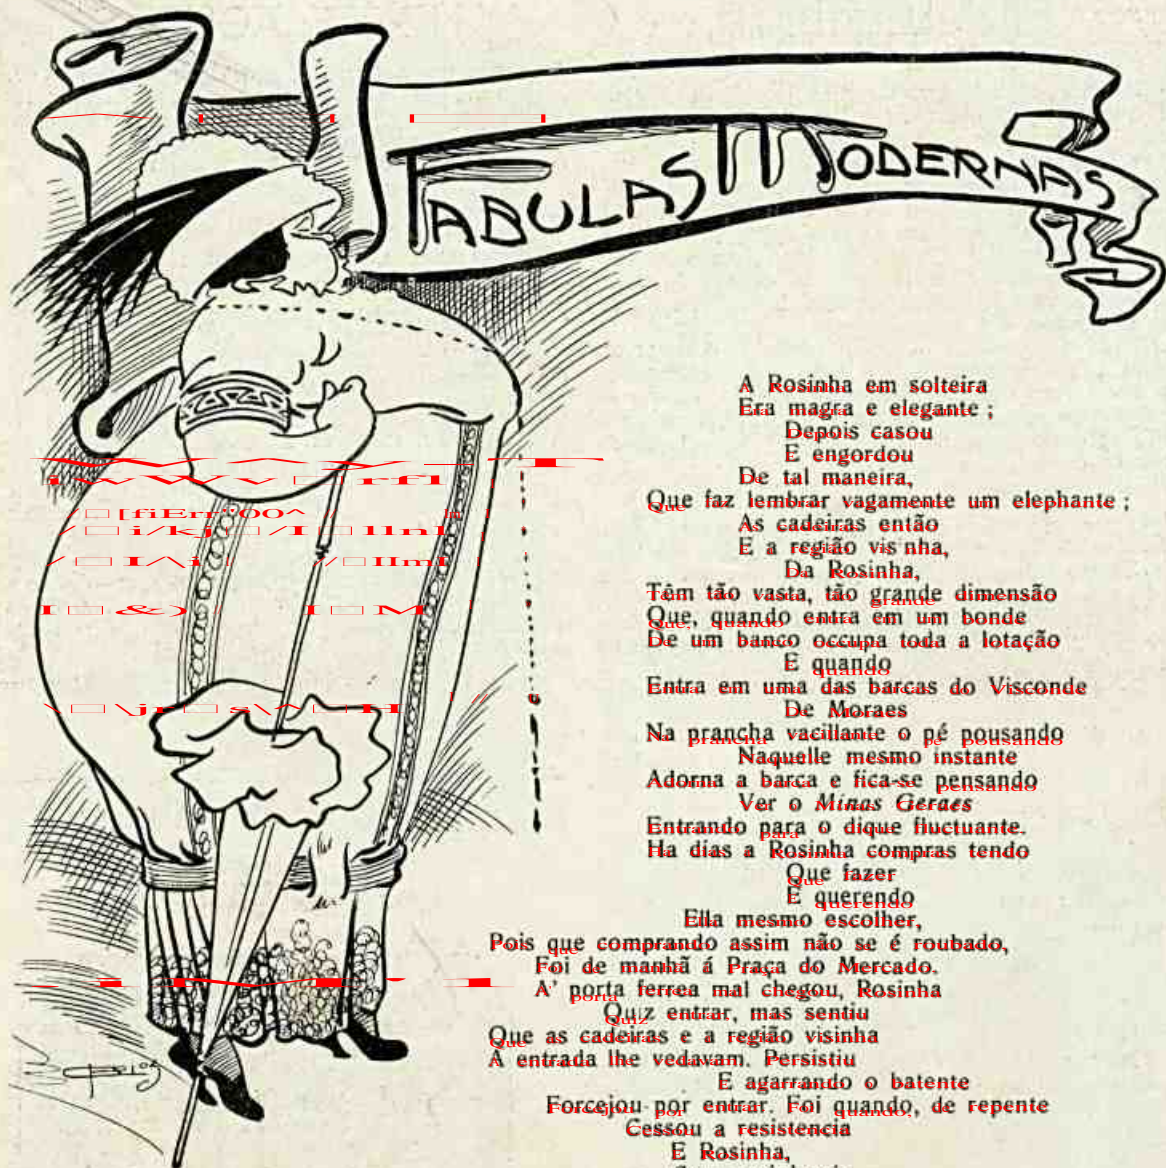 FABULAS MODERNAS
A Rosinha em solteira
Era magra e elegante ;
Depois casou
E engordou
De tal maneira,
Que faz lembrar vagamente um elephante ;
As cadeiras então
E a região vis nha,
Da Rosinha,
Têm tão vasta, tão grande dimensão
Que, quando entra em um bonde
De um banco occupa toda a lotação
E quando
Entra em uma das barcas do Visconde
De Moraes
Na prancha vacillante o pé pousando
Naquelle mesmo instante
Adorna a barca e fica-se pensando
Ver o Minas Geraes
Entrando para o dique fluctuante.
Ha dias a Rosinha compras tendo
Que fazer
E querendo
Ella mesmo escolher,
Pois que comprando assim não se é roubado,
Foi de manhã á Praça do Mercado.
A' porta ferrea mal chegou, Rosinha
Quiz entrar, mas sentiu
Que as cadeiras e a região visinha
A entrada lhe vedavam. Persistiu
E agarrando o batente
Forcejou por entrar. Foi quando, de repente
Cessou a resistencia
E Rosinha,